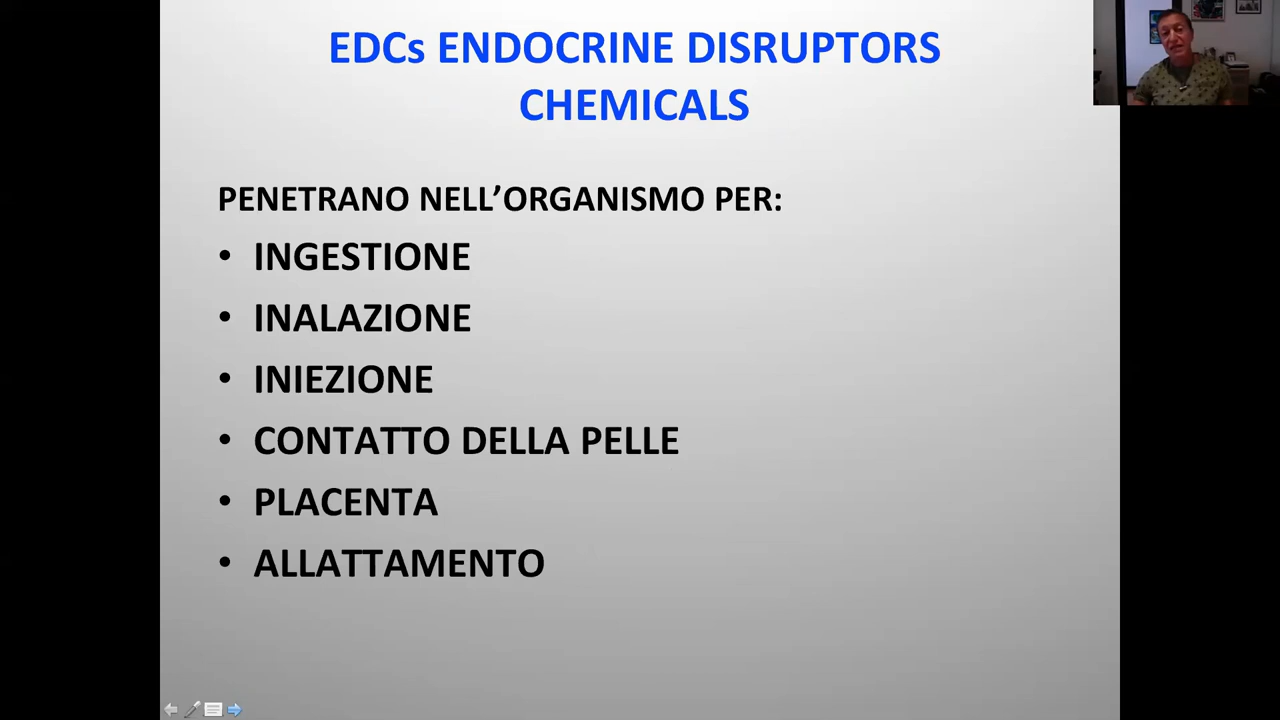 EDCs ENDOCRINE DISRUPTORS
CHEMICALS
PENETRANO NELL’ORGANISMO PER:
• INGESTIONE
• INALAZIONE
• INIEZIONE
• CONTATTO DELLA PELLE
• PLACENTA
• ALLATTAMENTO